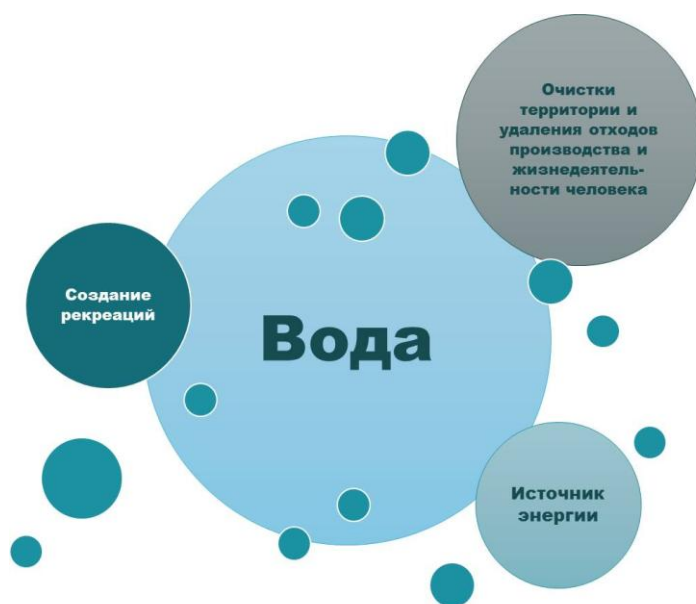 Очистки
территории и
удаления отходов
производства и
жизнедеятель-
ности человека
Создание
рекреаций
Вода
Источник
энергии